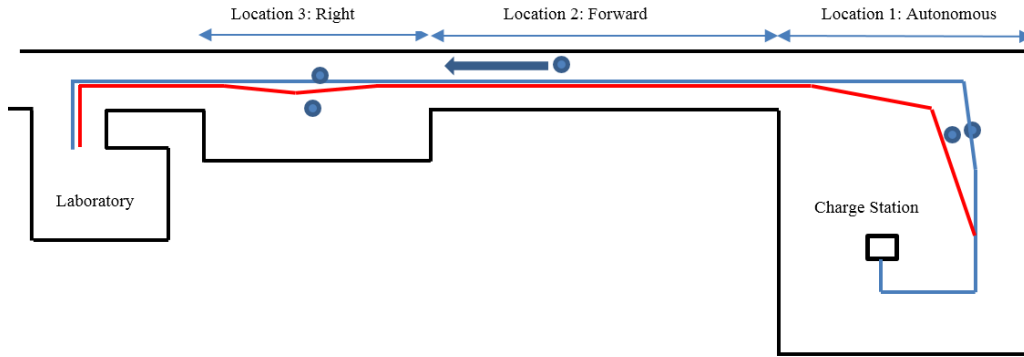 Location 3: Right
Location 2: Forward
Location 1: Autonomous
Laboratory
Charge Station